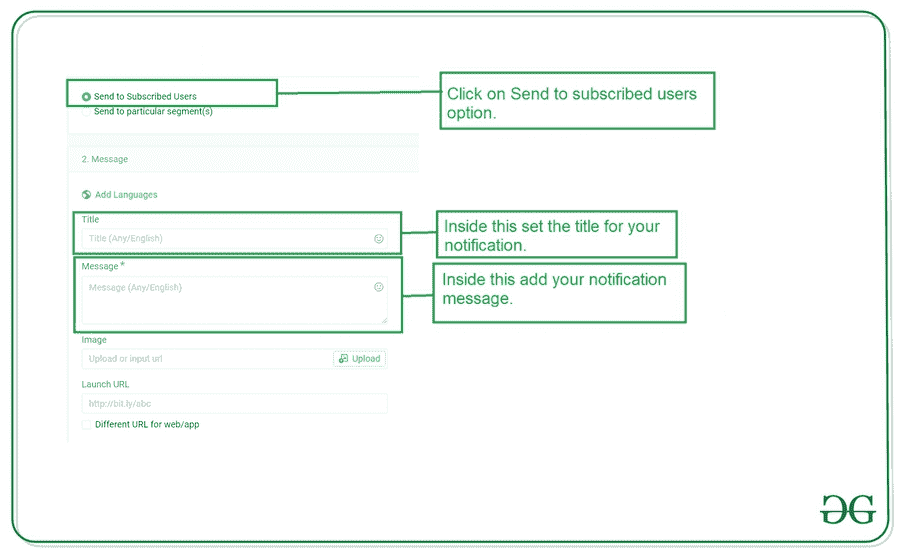 Send to Subscribed Users
Click on Send to subscribed users
option.
Send to particular segment(s)
2. Message
Add Languages
Title
Title (Any/English)
Inside this set the title for your
notification.
Message *
Message (Any/English)
Inside this add your notification
message.
Image
Upload or input url
Upload
Launch URL
http://bit.ly/abc
Different URL for web/app